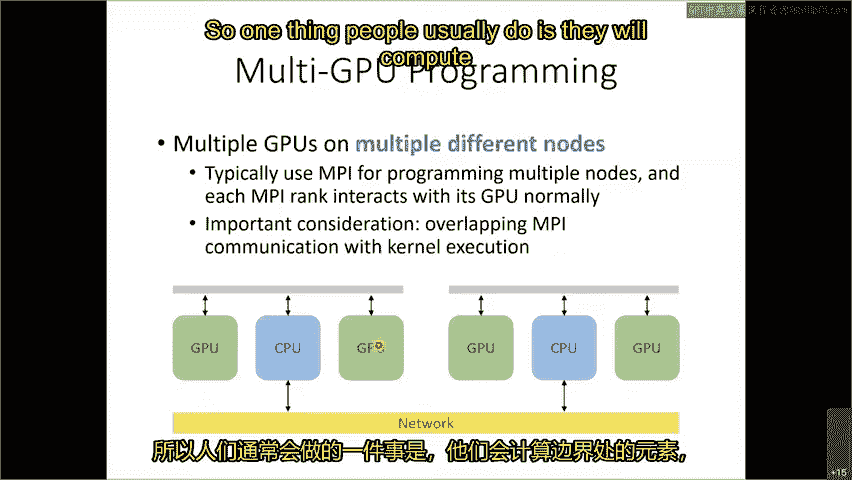 So one thing people usually do is they will
compute
Multi-GPU Programming
• Multiple GPUs on multiple different nodes
• Typically use MPI for programming multiple nodes, and
each MPI rank interacts with its GPU normally
• Important consideration: overlapping MPI
communication with kernel execution
GPU
CPU
GPU
GPU
CPU
GPU
Network
所以人们通常会做的一件事是，他们会计算边界处的元素，
+15